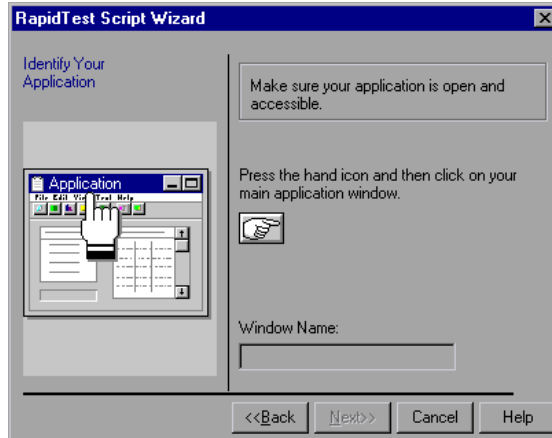 RapidTest Script Wizard
Identify Your
Application
Make sure your application is open and
accessible.
Application
File Edit View Tool Help
Press the hand icon and then click on your
main application window.
Window Name:
<<Back
Next>>
Cancel
Help